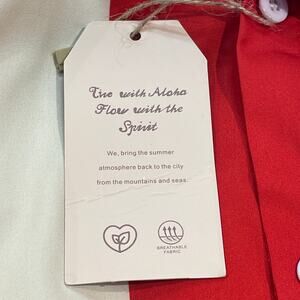 Live with Aloha
Flow with the
Spirit
We, bring the summer
atmosphere back to the city
from the mountains and seas.
BREATHABLE
FABRIC